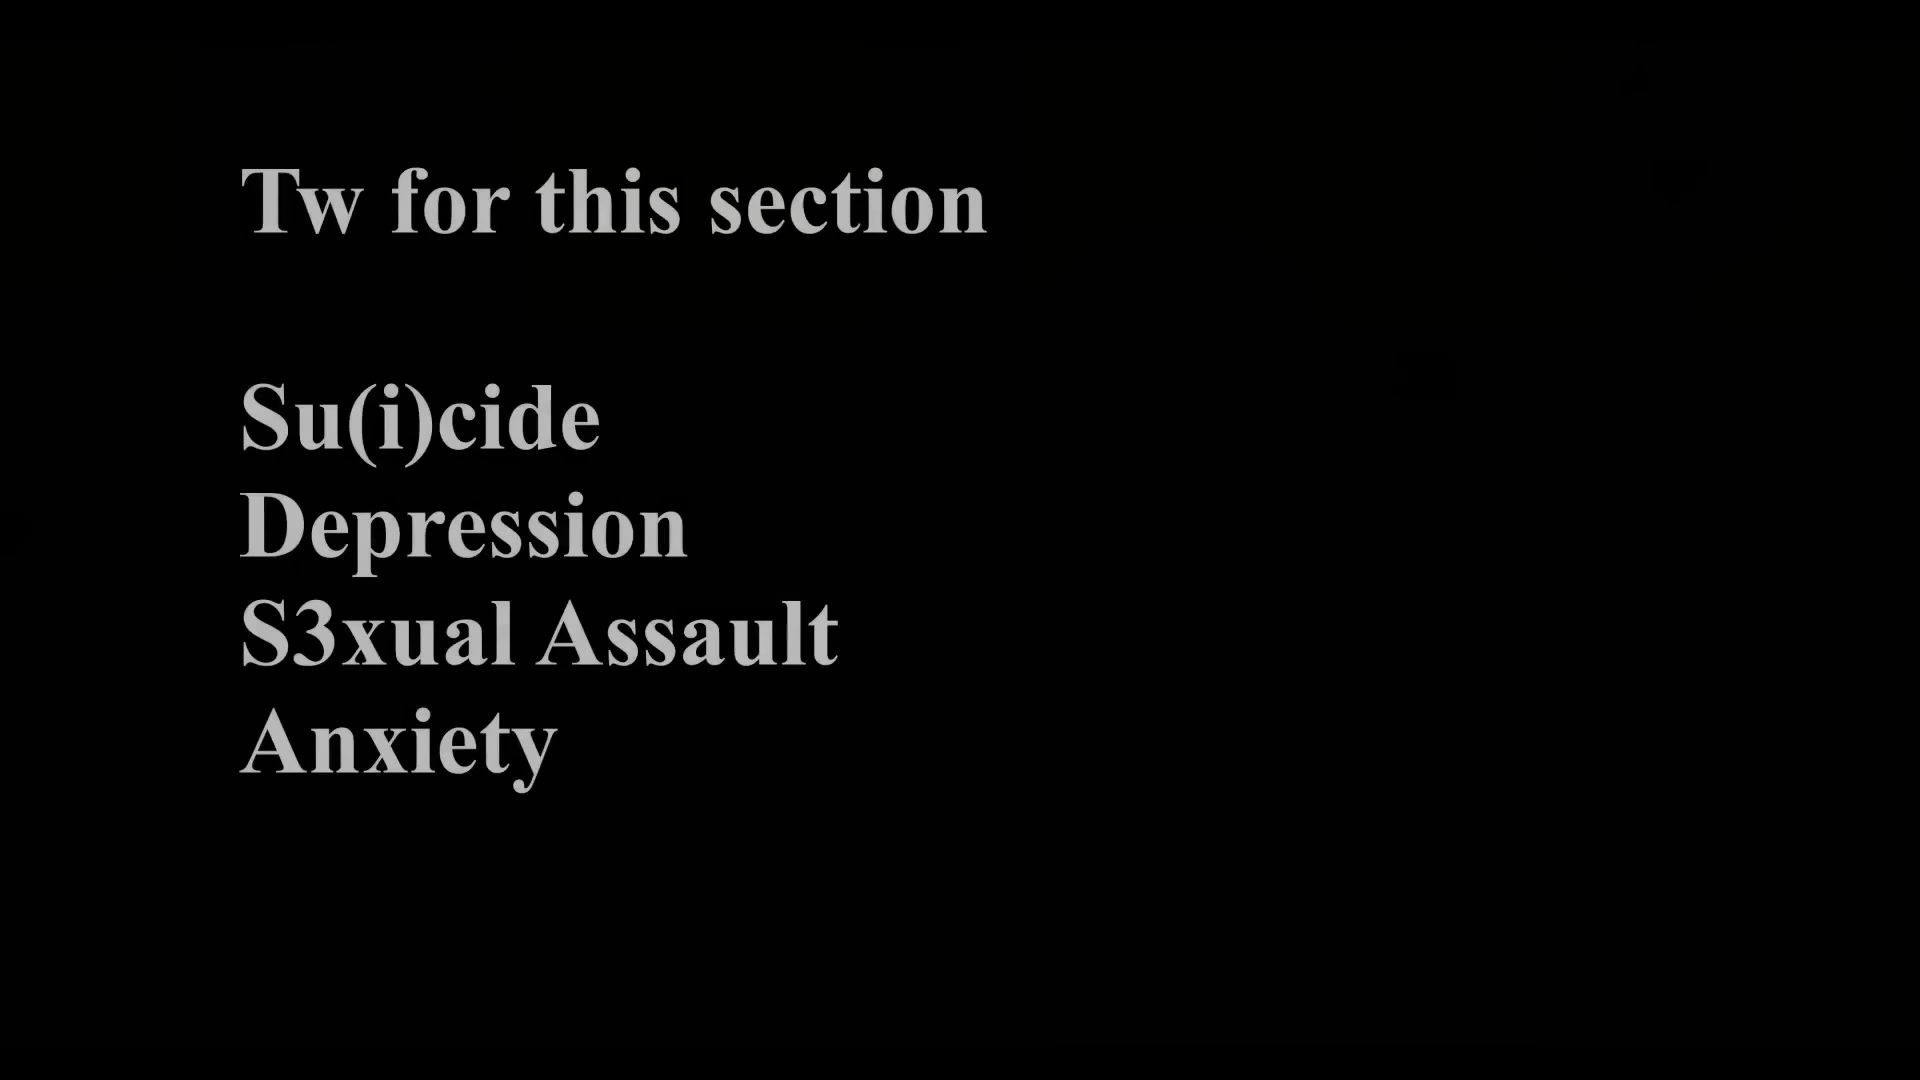 Tw for this section
Su(i)cide
Depression
S3xual Assault
Anxiety